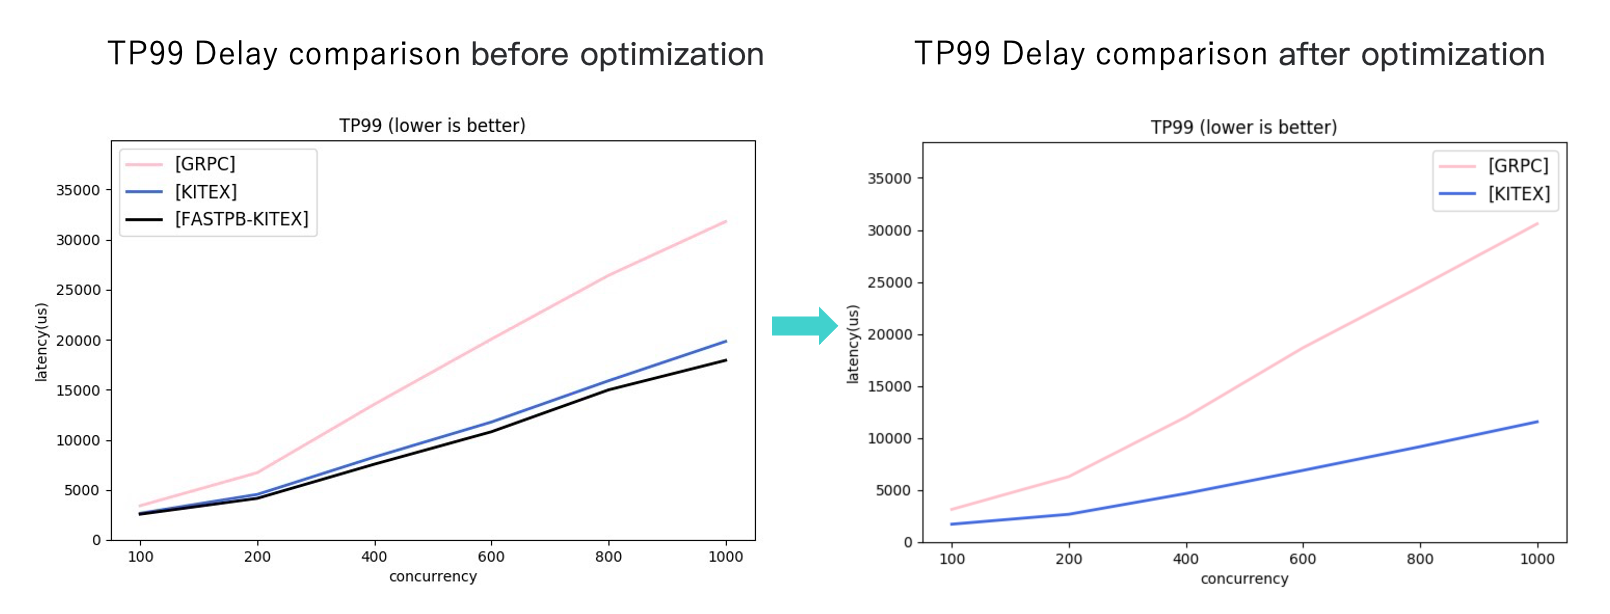 TP99 Delay comparison before optimization
TP99 (lower is better)
[GRPC]
[KITEX]
[FASTPB-KITEX]
35000
30000
25000
20000
15000
10000
5000
0
latency(us)
100 200 400 600 800 1000
concurrency
TP99 Delay comparison after optimization
TP99 (lower is better)
[GRPC]
[KITEX]
35000
30000
25000
20000
15000
10000
5000
0
latency(us)
100 200 400 600 800 1000
concurrency